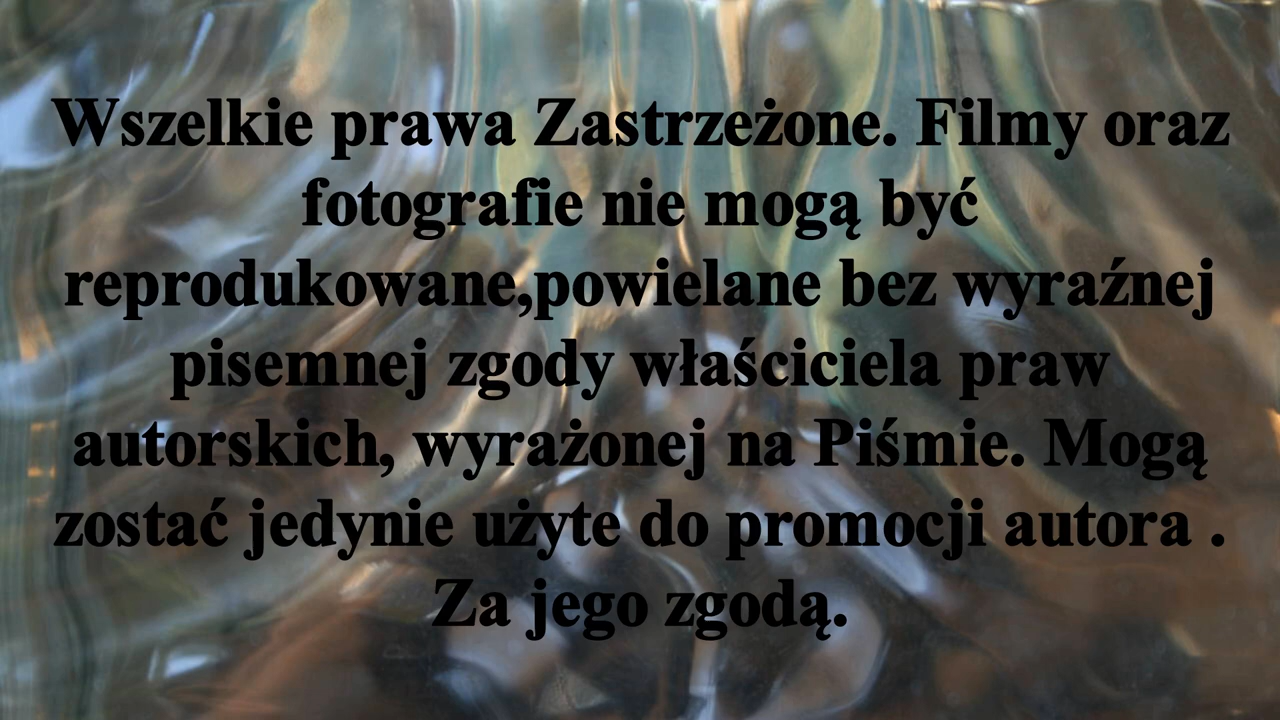 Wszelkie prawa Zastrzeżone. Filmy oraz
fotografie nie mogą być
reprodukowane,powielane bez wyraźnej
pisemnej zgody właściciela praw
autorskich, wyrażonej na Piśmie. Mogą
zostać jedynie użyte do promocji autora .
Za jego zgodą.